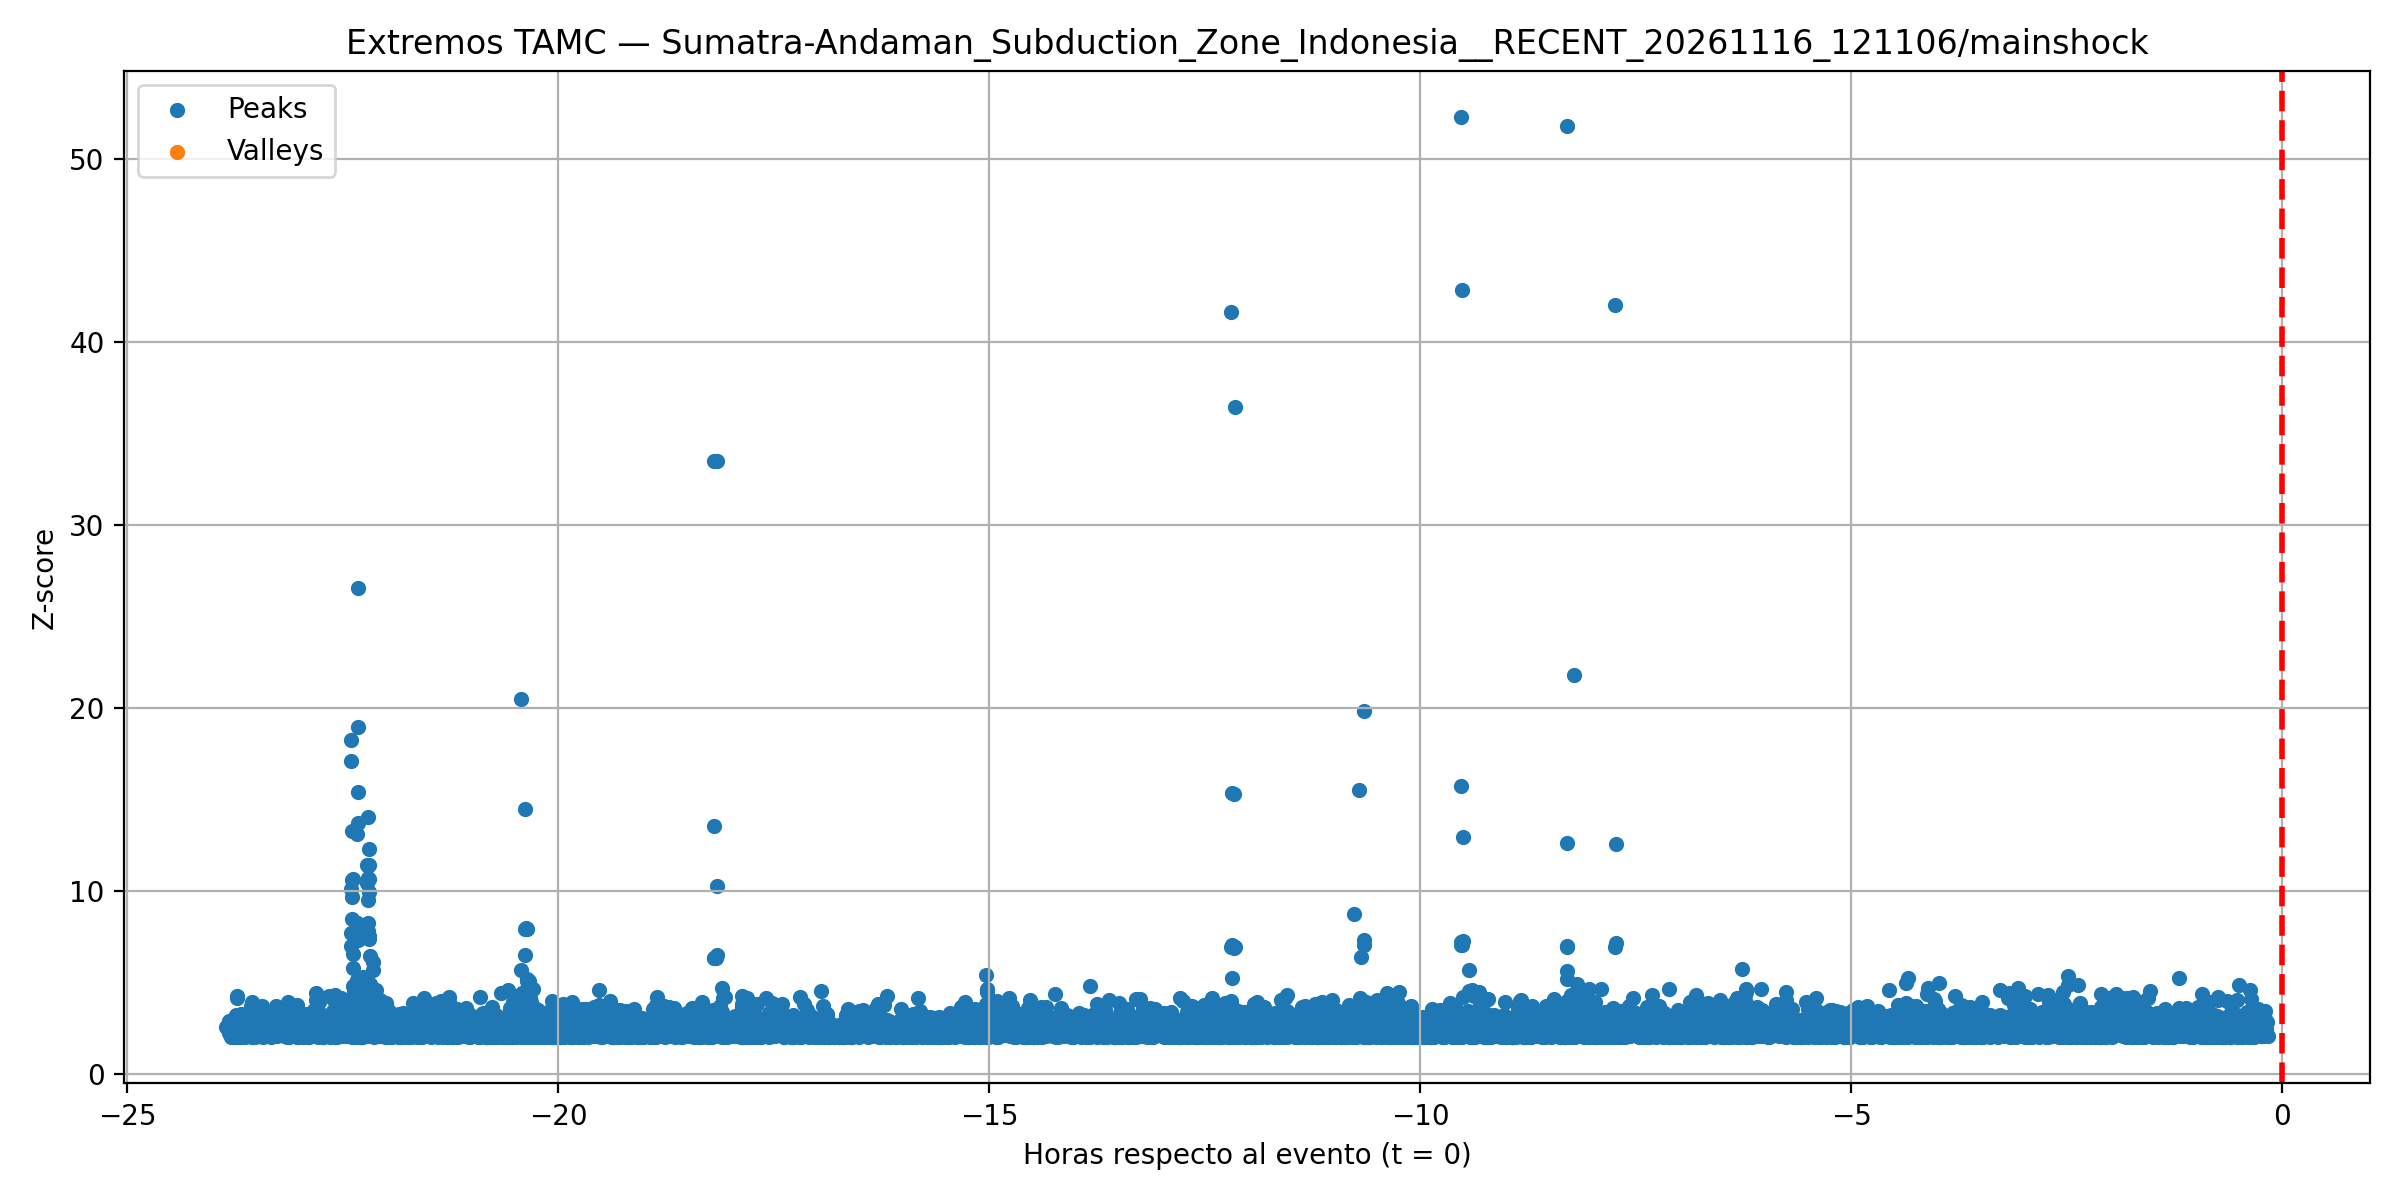 Extremos TAMC — Sumatra-Andaman_Subduction_Zone_Indonesia__RECENT_20261116_121106/mainshock
Peaks
Valleys
50
40
30
20
10
0
Z-score
−25
−20
−15
−10
−5
0
Horas respecto al evento (t = 0)